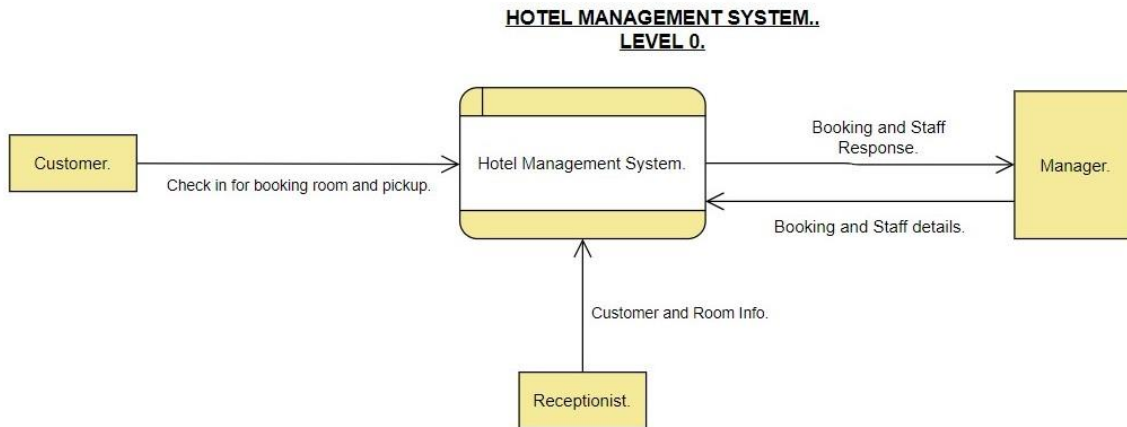 HOTEL MANAGEMENT SYSTEM..
LEVEL 0.
Customer.
Check in for booking room and pickup.
Hotel Management System.
Booking and Staff
Response.
Manager.
Booking and Staff details.
Customer and Room Info.
Receptionist.